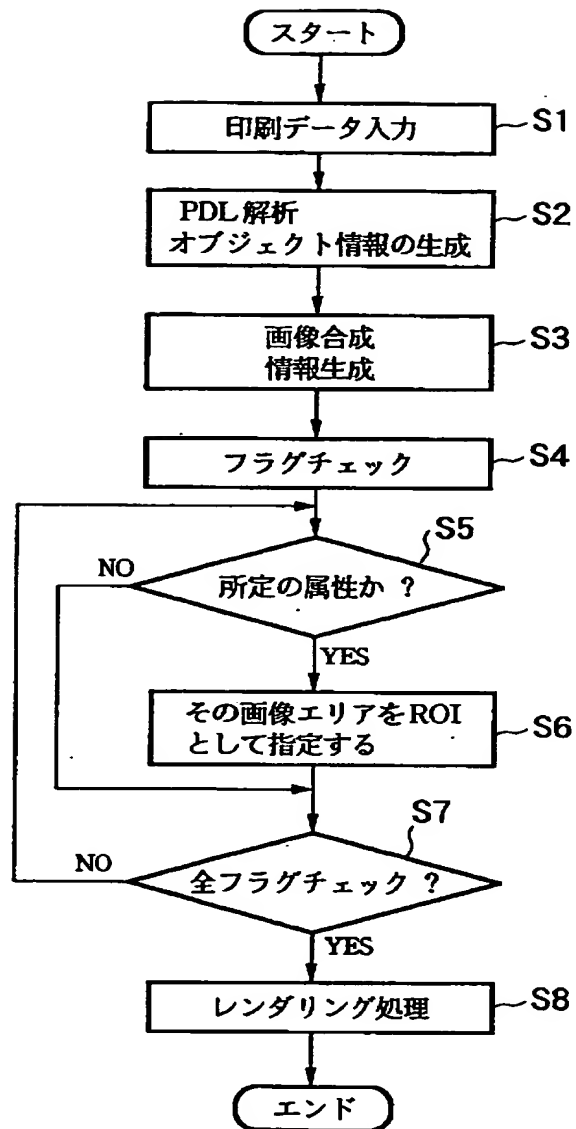 スタート
印刷データ入力
S1
PDL解析
オブジェクト情報の生成
S2
画像合成
情報生成
S3
フラグチェック
S4
S5
NO
所定の属性か ?
YES
その画像エリアをROI
として指定する
S6
S7
NO
全フラグチェック ?
YES
レンダリング処理
S8
エンド